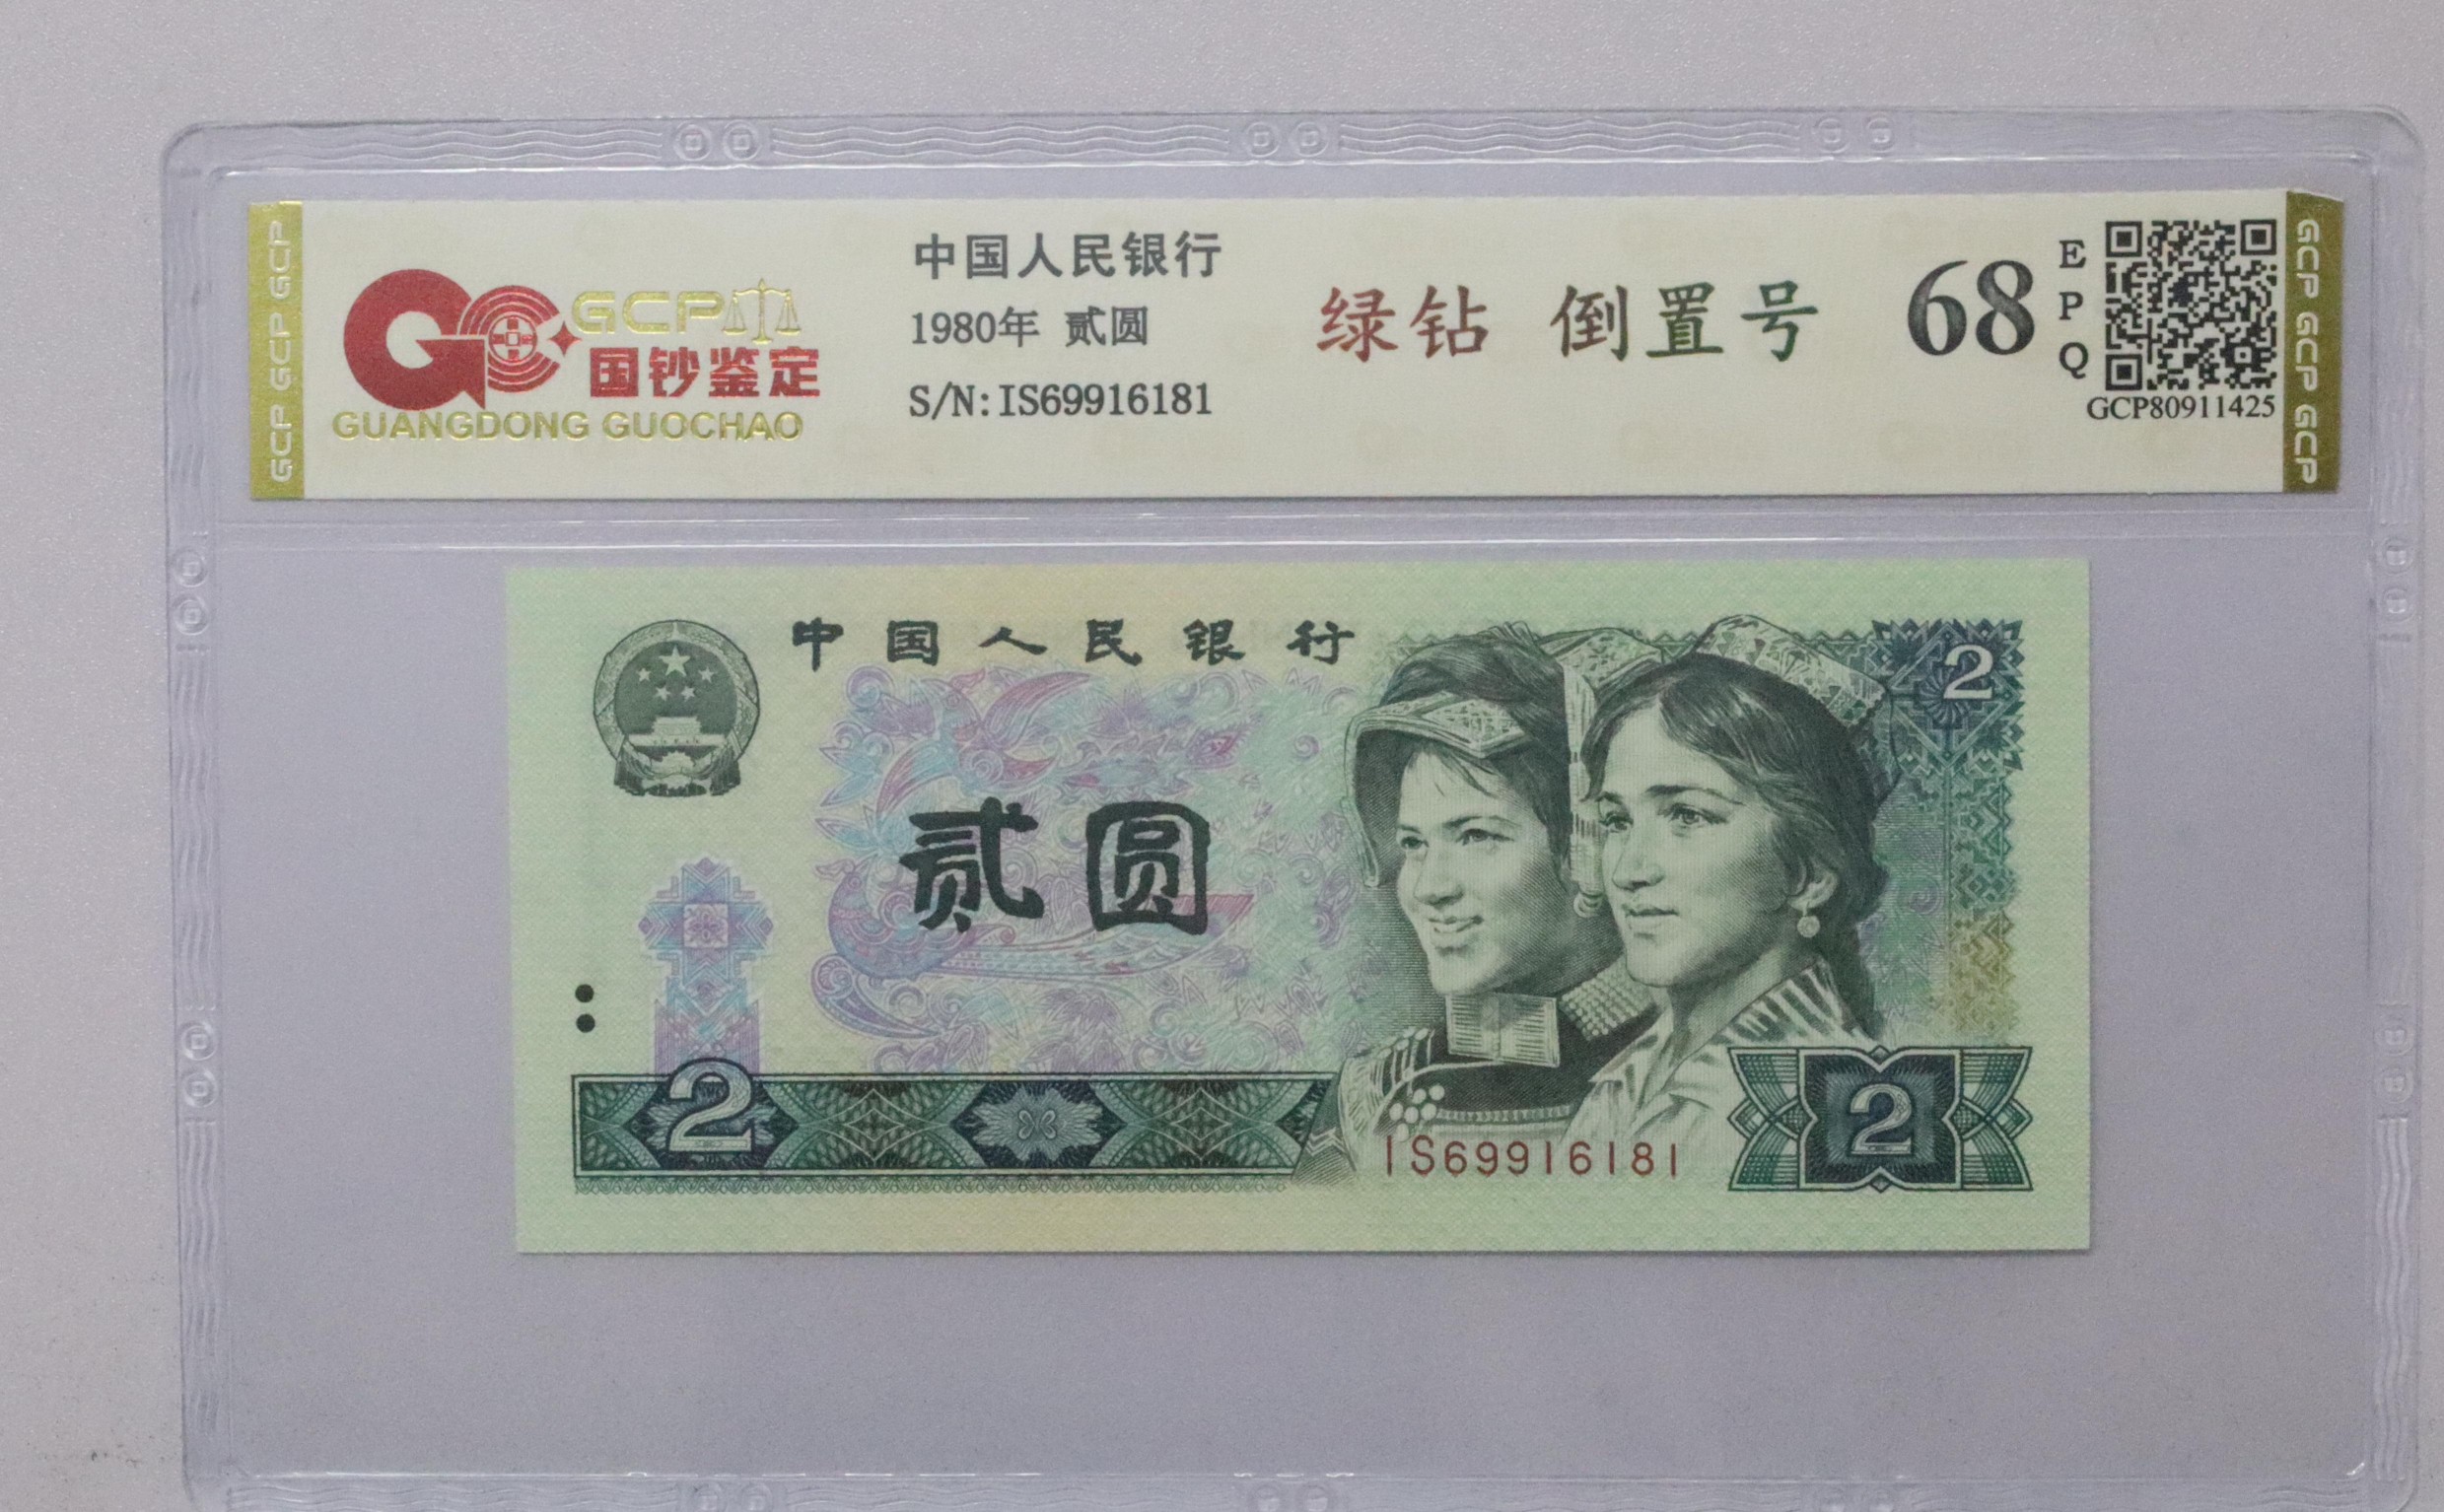 GCP GCP GCP
GCP
国钞鉴定
GUANGDONG GUOCHAO
中国人民银行
1980年 贰圆
S/N:IS69916181
绿钻 倒置号
68
EPQ
GCP80911425
GCP GCP GCP
中国人民银行
2
贰圆
2
IS69916181
2